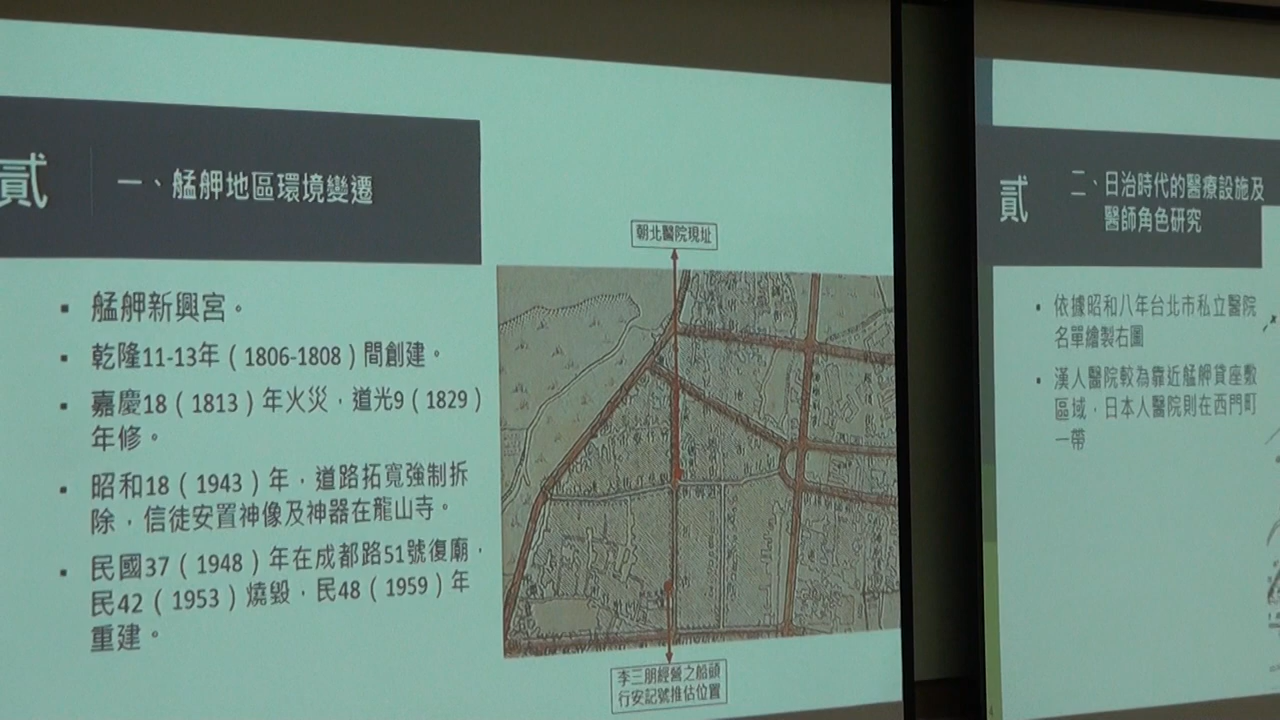 貳
一、艋舺地區環境變遷
▪ 艋舺新興宮。
▪ 乾隆11-13年（1806-1808）間創建。
▪ 嘉慶18（1813）年火災，道光9（1829）
年修。
▪ 昭和18（1943）年，道路拓寬強制拆
除，信徒安置神像及神器在龍山寺。
▪ 民國37（1948）年在成都路51號復廟，
民42（1953）燒毀，民48（1959）年
重建。
朝北醫院現址
李三朋經營之船頭
行安記號推估位置
貳
二、日治時代的醫療設施及
醫師角色研究
• 依據昭和八年台北市私立醫院
名單繪製右圖
• 漢人醫院較為靠近艋舺貸座敷
區域，日本人醫院則在西門町
一帶